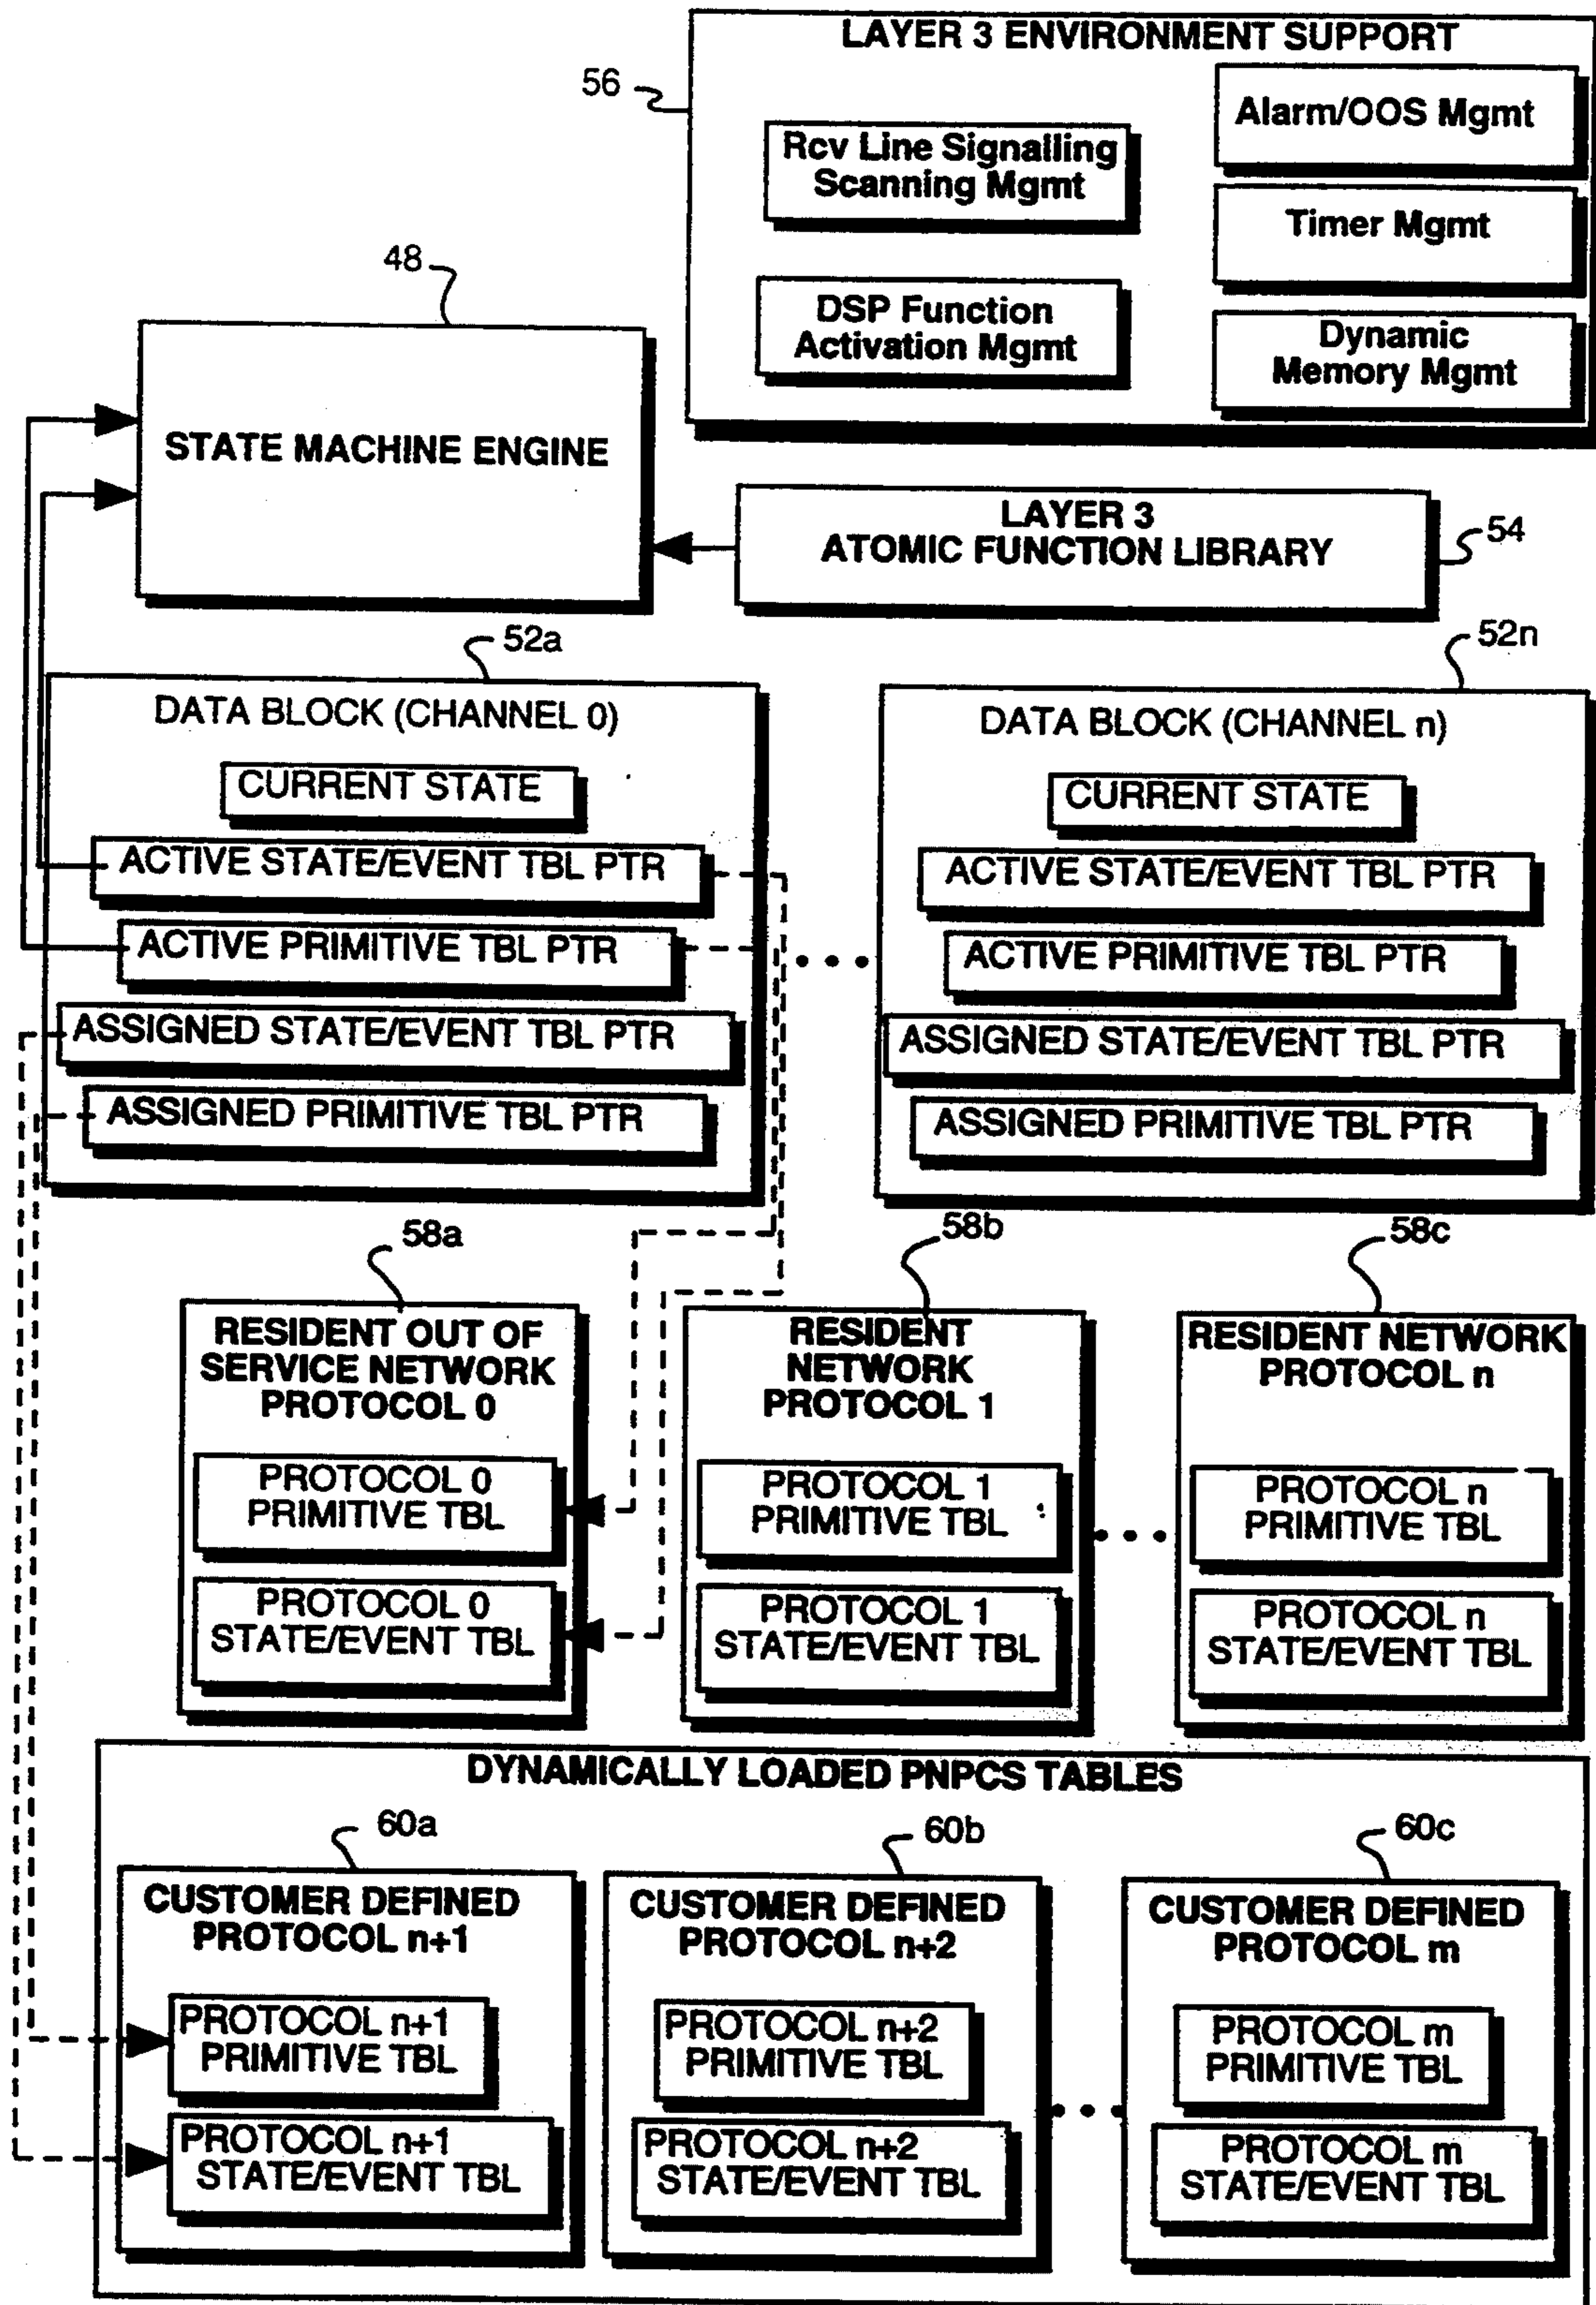 LAYER 3 ENVIRONMENT SUPPORT
56
Rcv Line Signalling
Scanning Mgmt
Alarm/OOS Mgmt
Timer Mgmt
DSP Function
Activation Mgmt
Dynamic
Memory Mgmt
48
STATE MACHINE ENGINE
LAYER 3
ATOMIC FUNCTION LIBRARY
54
52a
DATA BLOCK (CHANNEL 0)
CURRENT STATE
ACTIVE STATE/EVENT TBL PTR
ACTIVE PRIMITIVE TBL PTR
ASSIGNED STATE/EVENT TBL PTR
ASSIGNED PRIMITIVE TBL PTR
52n
DATA BLOCK (CHANNEL n)
CURRENT STATE
ACTIVE STATE/EVENT TBL PTR
ACTIVE PRIMITIVE TBL PTR
ASSIGNED STATE/EVENT TBL PTR
ASSIGNED PRIMITIVE TBL PTR
58a
RESIDENT OUT OF
SERVICE NETWORK
PROTOCOL 0
PROTOCOL 0
PRIMITIVE TBL
PROTOCOL 0
STATE/EVENT TBL
58b
RESIDENT
NETWORK
PROTOCOL 1
PROTOCOL 1
PRIMITIVE TBL
PROTOCOL 1
STATE/EVENT TBL
58c
RESIDENT NETWORK
PROTOCOL n
PROTOCOL n
PRIMITIVE TBL
PROTOCOL n
STATE/EVENT TBL
DYNAMICALLY LOADED PNPCS TABLES
60a
CUSTOMER DEFINED
PROTOCOL n+1
PROTOCOL n+1
PRIMITIVE TBL
PROTOCOL n+1
STATE/EVENT TBL
60b
CUSTOMER DEFINED
PROTOCOL n+2
PROTOCOL n+2
PRIMITIVE TBL
PROTOCOL n+2
STATE/EVENT TBL
60c
CUSTOMER DEFINED
PROTOCOL m
PROTOCOL m
PRIMITIVE TBL
PROTOCOL m
STATE/EVENT TBL